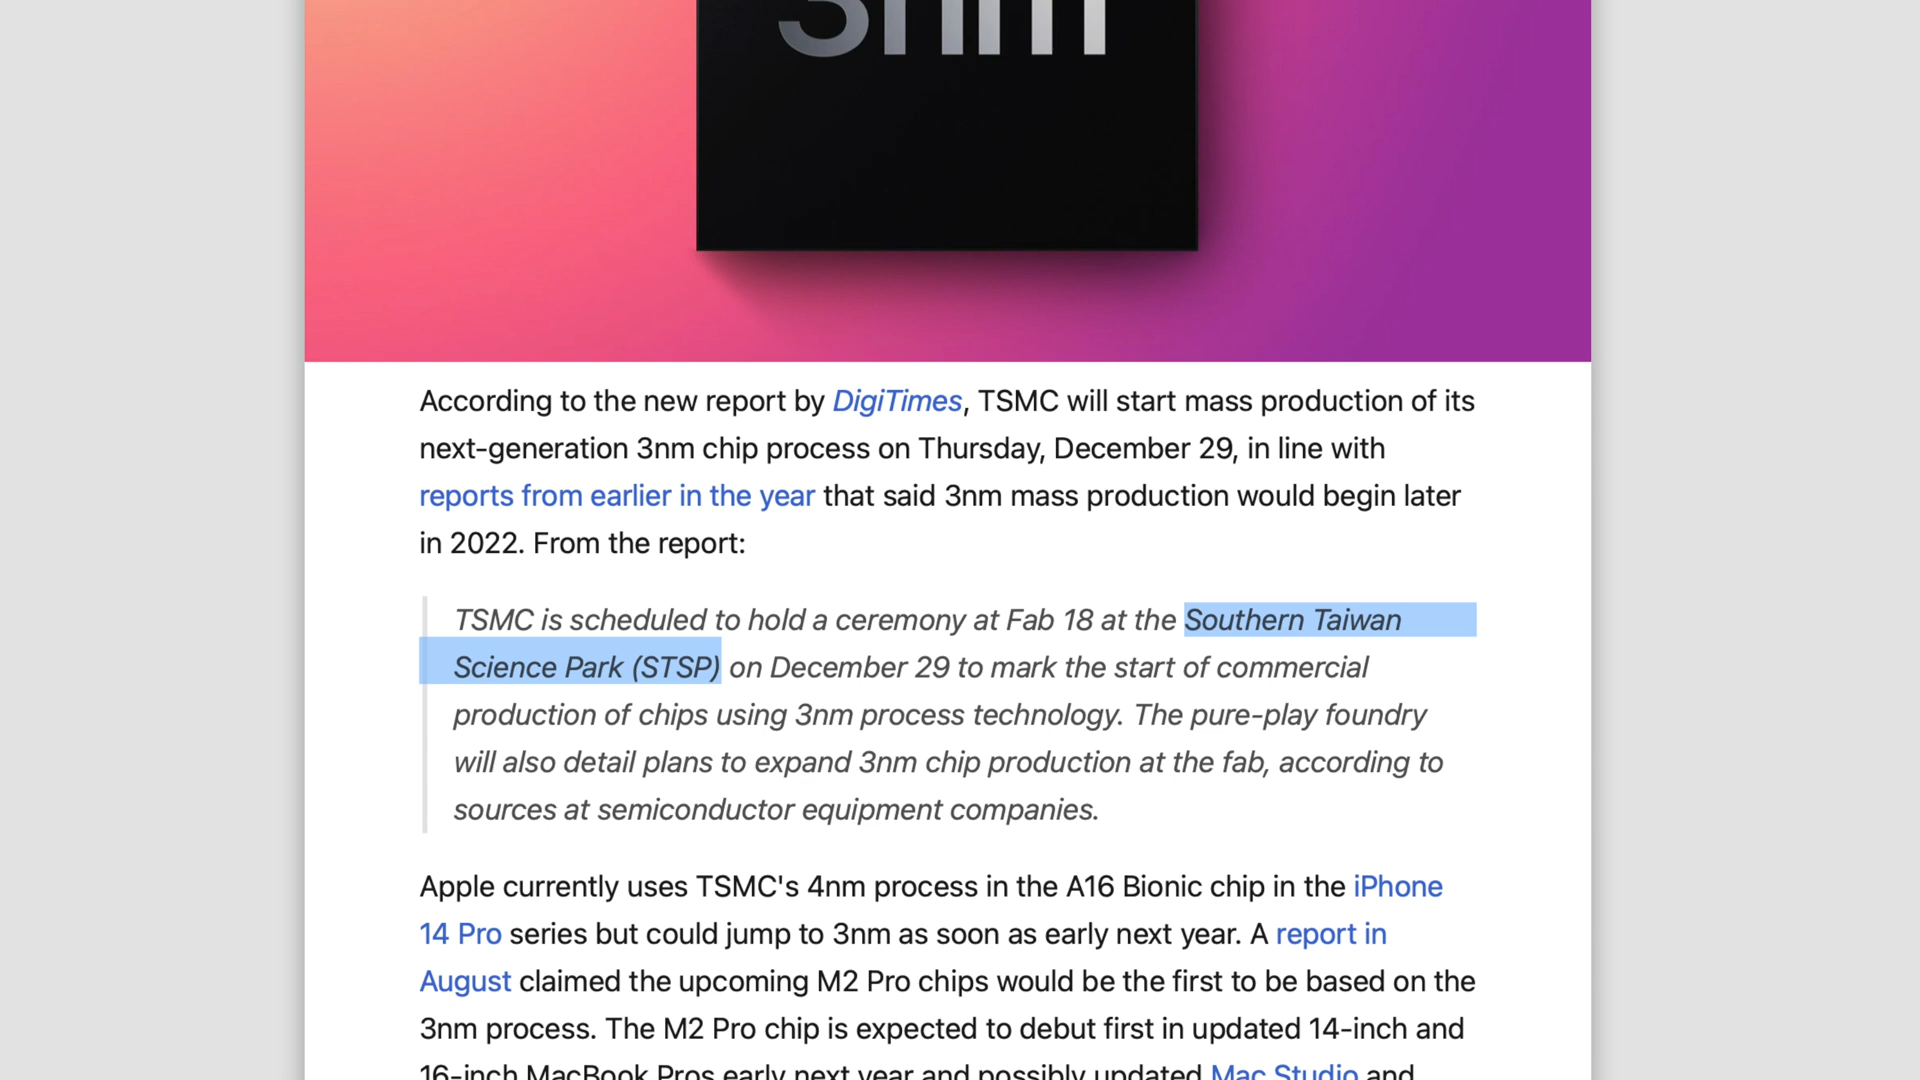 3nm
According to the new report by DigiTimes, TSMC will start mass production of its
next-generation 3nm chip process on Thursday, December 29, in line with
reports from earlier in the year that said 3nm mass production would begin later
in 2022. From the report:
TSMC is scheduled to hold a ceremony at Fab 18 at the Southern Taiwan
Science Park (STSP) on December 29 to mark the start of commercial
production of chips using 3nm process technology. The pure-play foundry
will also detail plans to expand 3nm chip production at the fab, according to
sources at semiconductor equipment companies.
Apple currently uses TSMC's 4nm process in the A16 Bionic chip in the iPhone
14 Pro series but could jump to 3nm as soon as early next year. A report in
August claimed the upcoming M2 Pro chips would be the first to be based on the
3nm process. The M2 Pro chip is expected to debut first in updated 14-inch and
16-inch MacBook Pros early next year and possibly updated Mac Studio and